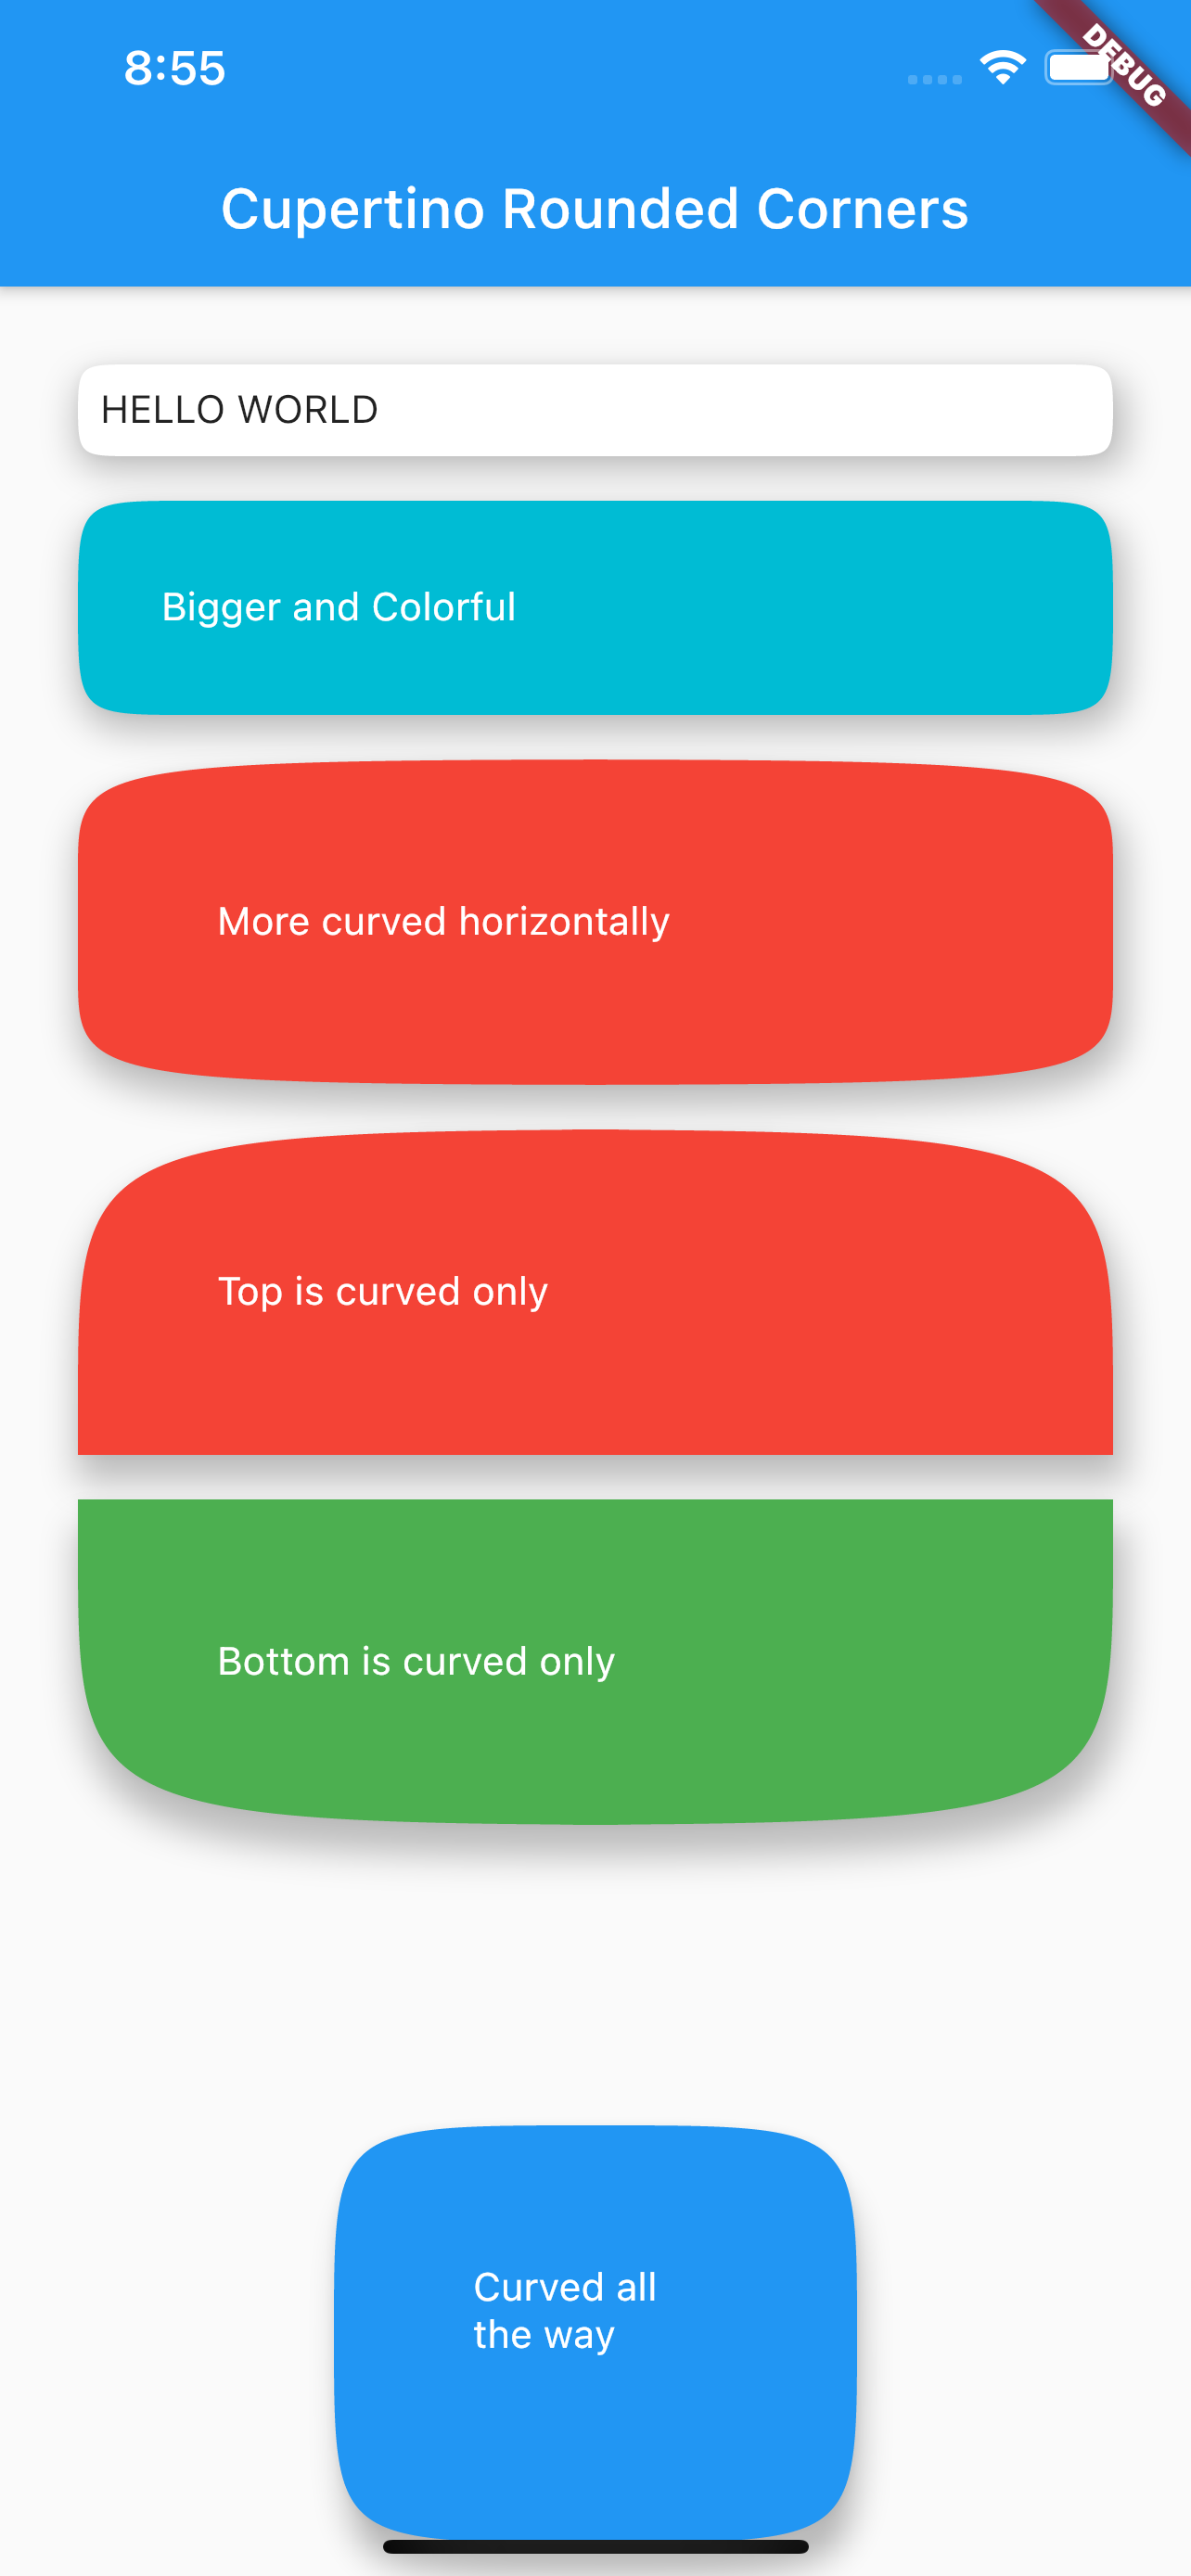 8:55
DEBUG
Cupertino Rounded Corners
HELLO WORLD
Bigger and Colorful
More curved horizontally
Top is curved only
Bottom is curved only
Curved all
the way